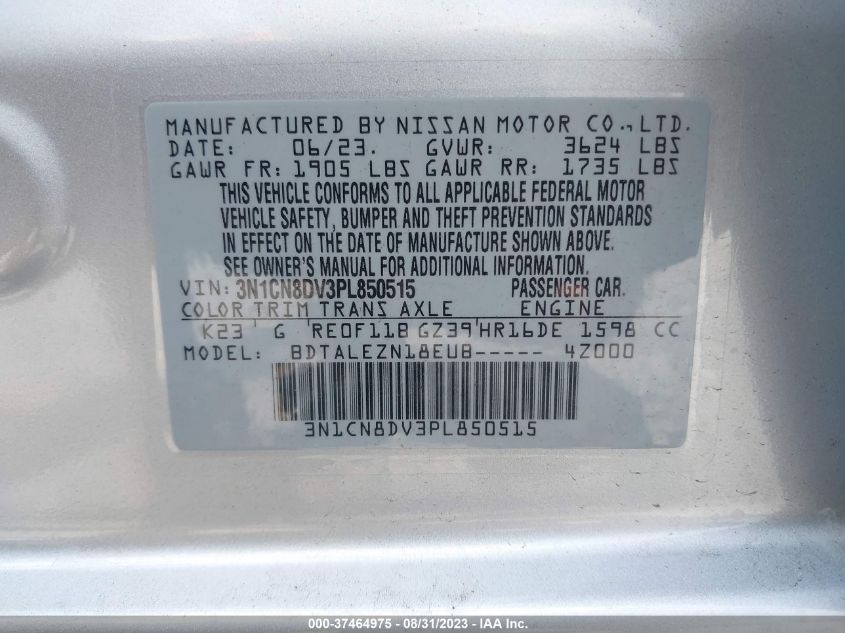 MANUFACTURED BY NISSAN MOTOR CO., LTD.
DATE: 06/23. GVWR: 3624 LBS
GAWR FR: 1905 LBS GAWR RR: 1735 LBS
THIS VEHICLE CONFORMS TO ALL APPLICABLE FEDERAL MOTOR
VEHICLE SAFETY, BUMPER AND THEFT PREVENTION STANDARDS
IN EFFECT ON THE DATE OF MANUFACTURE SHOWN ABOVE.
SEE OWNER'S MANUAL FOR ADDITIONAL INFORMATION.
VIN: 3N1CN8DV3PL850515 PASSENGER CAR.
COLOR TRIM TRANS AXLE ENGINE
K23 G RE0F11B GZ39 HR16DE 1598 CC
MODEL: BDTALEZN18EUB----- 4Z000
3N1CN8DV3PL850515
000-37464975 - 08/31/2023 - IAA Inc.